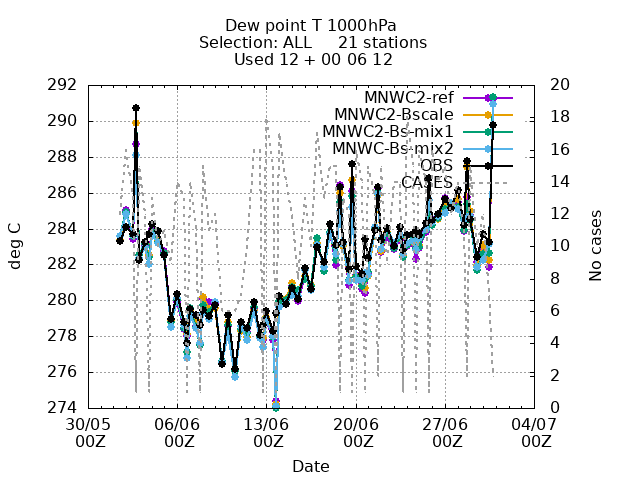 Dew point T 1000hPa
Selection: ALL 21 stations
Used 12 + 00 06 12
292
290
288
286
284
282
280
278
276
274
20
18
16
14
12
10
8
6
4
2
0
deg C
No cases
MNWC2-ref
MNWC2-Bscale
MNWC2-Bs-mix1
MNWC-Bs-mix2
OBS
CASES
30/05 06/06 13/06 20/06 27/06 04/07
00Z 00Z 00Z 00Z 00Z 00Z
Date